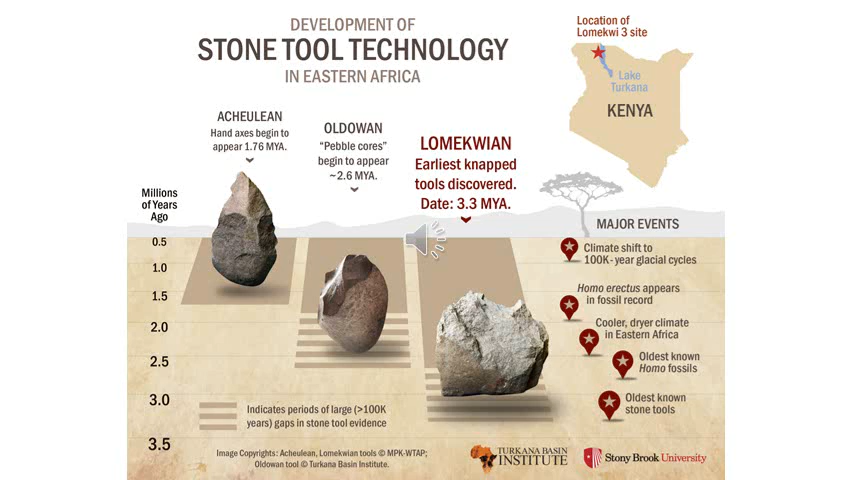 DEVELOPMENT OF
STONE TOOL TECHNOLOGY
IN EASTERN AFRICA
Location of
Lomekwi 3 site
Lake
Turkana
KENYA
ACHEULEAN
Hand axes begin to
appear 1.76 MYA.
OLDOWAN
“Pebble cores”
begin to appear
~2.6 MYA.
LOMEKWIAN
Earliest knapped
tools discovered.
Date: 3.3 MYA.
Millions
of Years
Ago
0.5
1.0
1.5
2.0
2.5
3.0
3.5
MAJOR EVENTS
Climate shift to
100K-year glacial cycles
Homo erectus appears
in fossil record
Cooler, dryer climate
in Eastern Africa
Oldest known
Homo fossils
Oldest known
stone tools
Indicates periods of large (>100K
years) gaps in stone tool evidence
Image Copyrights: Acheulean, Lomekwian tools © MPK-WTAP;
Oldowan tool © Turkana Basin Institute.
TURKANA BASIN
INSTITUTE
Stony Brook University